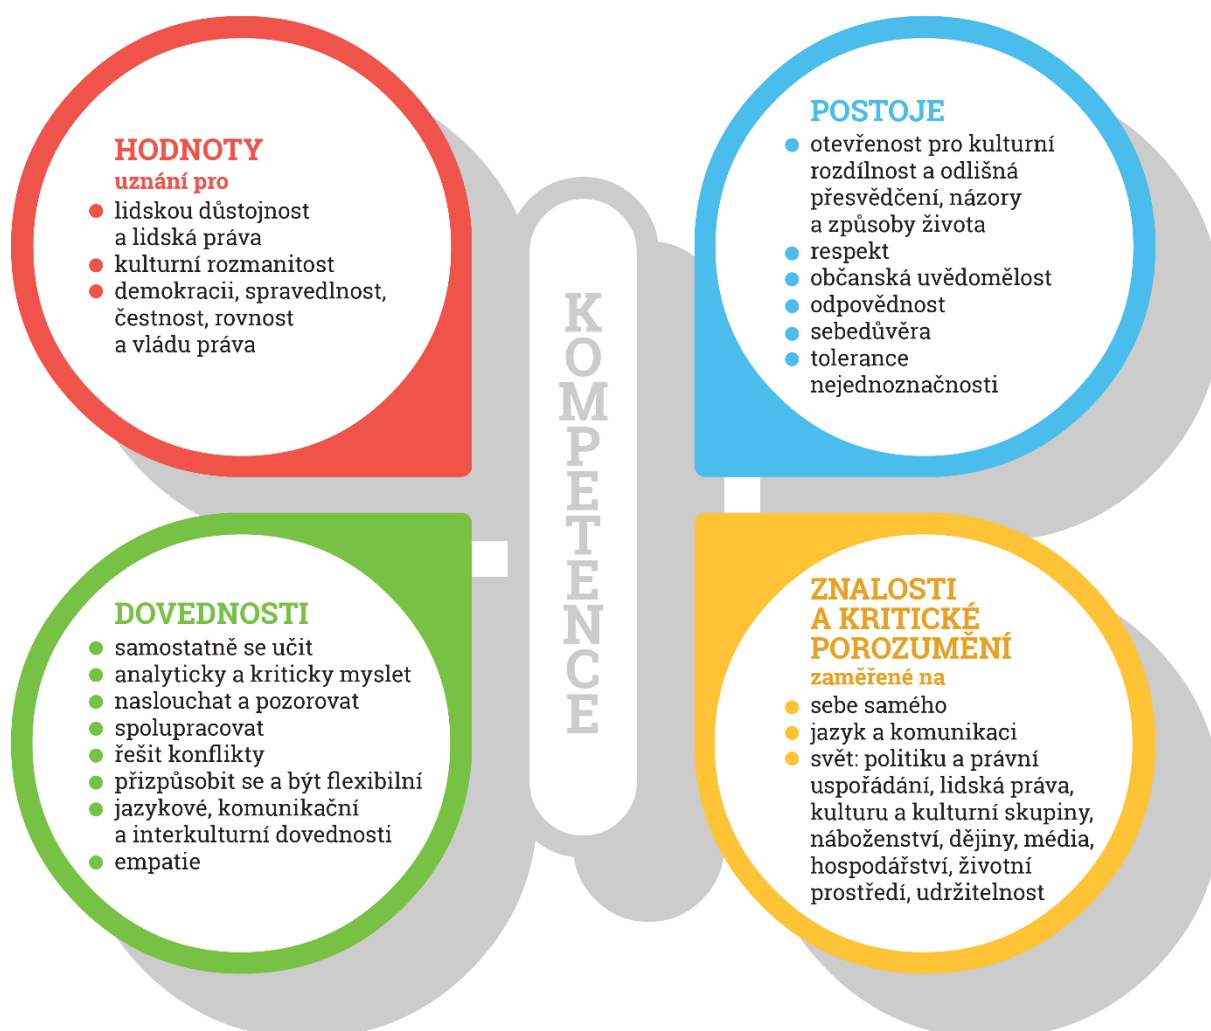 HODNOTY
uznání pro
lidskou důstojnost
a lidská práva
kulturní rozmanitost
demokracii, spravedlnost,
čestnost, rovnost
a vládu práva
POSTOJE
otevřenost pro kulturní
rozdílnost a odlišná
přesvědčení, názory
a způsoby života
respekt
občanská uvědomělost
odpovědnost
sebedůvěra
tolerance
nejednoznačnosti
KOMPETENCE
DOVEDNOSTI
samostatně se učit
analyticky a kriticky myslet
naslouchat a pozorovat
spolupracovat
řešit konflikty
přizpůsobit se a být flexibilní
jazykové, komunikační
a interkulturní dovednosti
empatie
ZNALOSTI
A KRITICKÉ
POROZUMĚNÍ
zaměřené na
sebe samého
jazyk a komunikaci
svět: politiku a právní
uspořádání, lidská práva,
kulturu a kulturní skupiny,
náboženství, dějiny, média,
hospodářství, životní
prostředí, udržitelnost